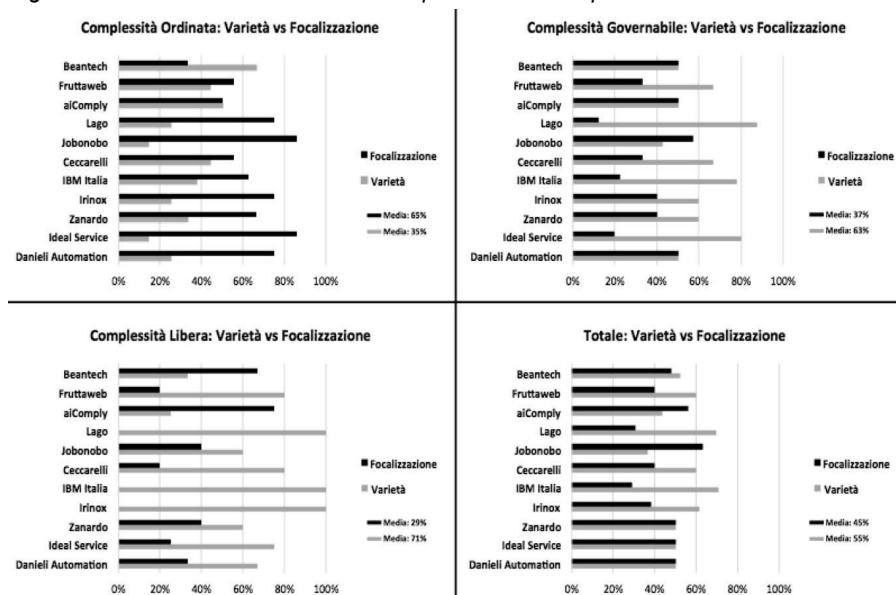 Complessità Ordinata: Varietà vs Focalizzazione
Beantech
Fruttaweb
aiComply
Lago
Jobonobo
Ceccarelli
IBM Italia
Irinox
Zanardo
Ideal Service
Danieli Automation
0% 20% 40% 60% 80% 100%
Focalizzazione
Varietà
Media: 65%
Media: 35%
Complessità Governabile: Varietà vs Focalizzazione
Beantech
Fruttaweb
aiComply
Lago
Jobonobo
Ceccarelli
IBM Italia
Irinox
Zanardo
Ideal Service
Danieli Automation
0% 20% 40% 60% 80% 100%
Focalizzazione
Varietà
Media: 37%
Media: 63%
Complessità Libera: Varietà vs Focalizzazione
Beantech
Fruttaweb
aiComply
Lago
Jobonobo
Ceccarelli
IBM Italia
Irinox
Zanardo
Ideal Service
Danieli Automation
0% 20% 40% 60% 80% 100%
Focalizzazione
Varietà
Media: 29%
Media: 71%
Totale: Varietà vs Focalizzazione
Beantech
Fruttaweb
aiComply
Lago
Jobonobo
Ceccarelli
IBM Italia
Irinox
Zanardo
Ideal Service
Danieli Automation
0% 20% 40% 60% 80% 100%
Focalizzazione
Varietà
Media: 45%
Media: 55%